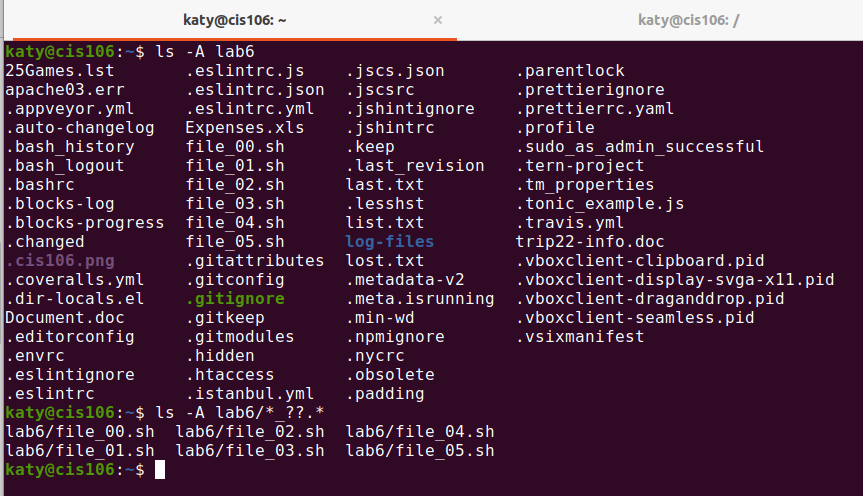 katy@cis106: ~ × katy@cis106: /
katy@cis106:~$ ls -A lab6
25Games.lst .eslintrc.js .jscs.json .parentlock
apache03.err .eslintrc.json .jscsrc .prettierignore
.appveyor.yml .eslintrc.yml .jshintignore .prettierrc.yaml
.auto-changelog Expenses.xls .jshintrc .profile
.bash_history file_00.sh .keep .sudo_as_admin_successful
.bash_logout file_01.sh .last_revision .tern-project
.bashrc file_02.sh last.txt .tm_properties
.blocks-log file_03.sh .lesshst .tonic_example.js
.blocks-progress file_04.sh list.txt .travis.yml
.changed file_05.sh log-files trip22-info.doc
.cis106.png .gitattributes lost.txt .vboxclient-clipboard.pid
.coveralls.yml .gitconfig .metadata-v2 .vboxclient-display-svga-x11.pid
.dir-locals.el .gitignore .meta.isrunning .vboxclient-draganddrop.pid
Document.doc .gitkeep .min-wd .vboxclient-seamless.pid
.editorconfig .gitmodules .npmignore .vsixmanifest
.envrc .hidden .nycrc
.eslintignore .htaccess .obsolete
.eslintrc .istanbul.yml .padding
katy@cis106:~$ ls -A lab6/*_??.*
lab6/file_00.sh lab6/file_02.sh lab6/file_04.sh
lab6/file_01.sh lab6/file_03.sh lab6/file_05.sh
katy@cis106:~$